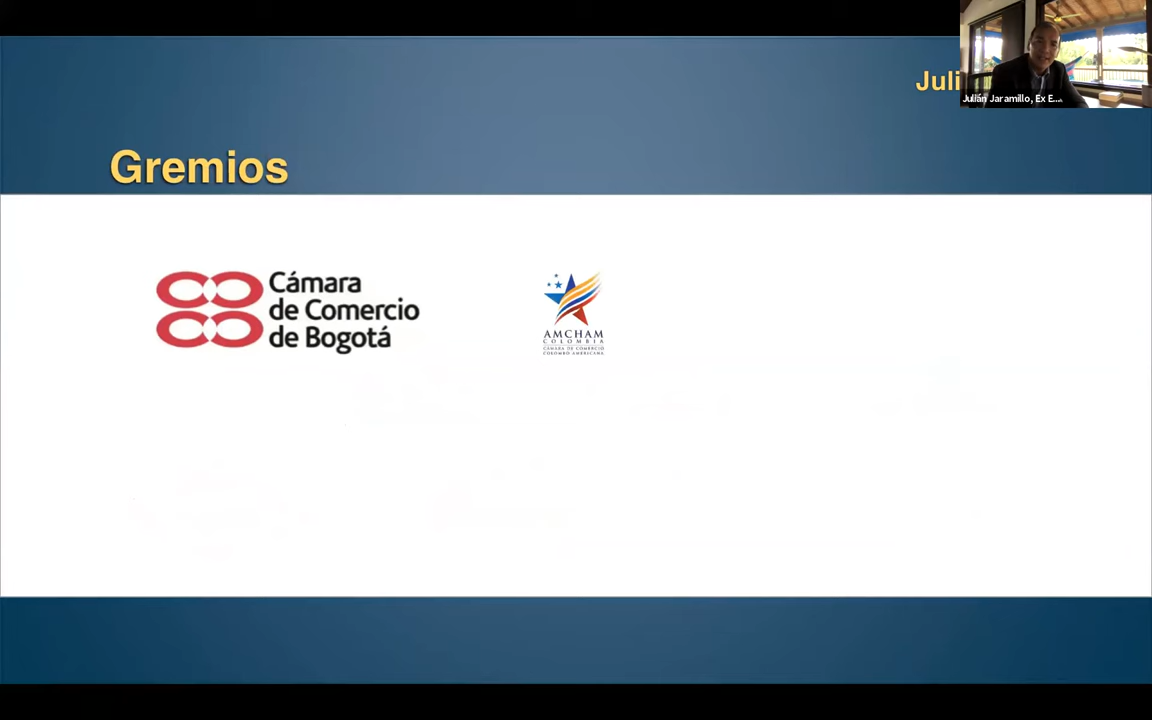 Juli
Julián Jaramillo, Ex E...
Gremios
Cámara
de Comercio
de Bogotá
AMCHAM
COLOMBIA
CÁMARA DE COMERCIO
COLOMBO AMERICANA